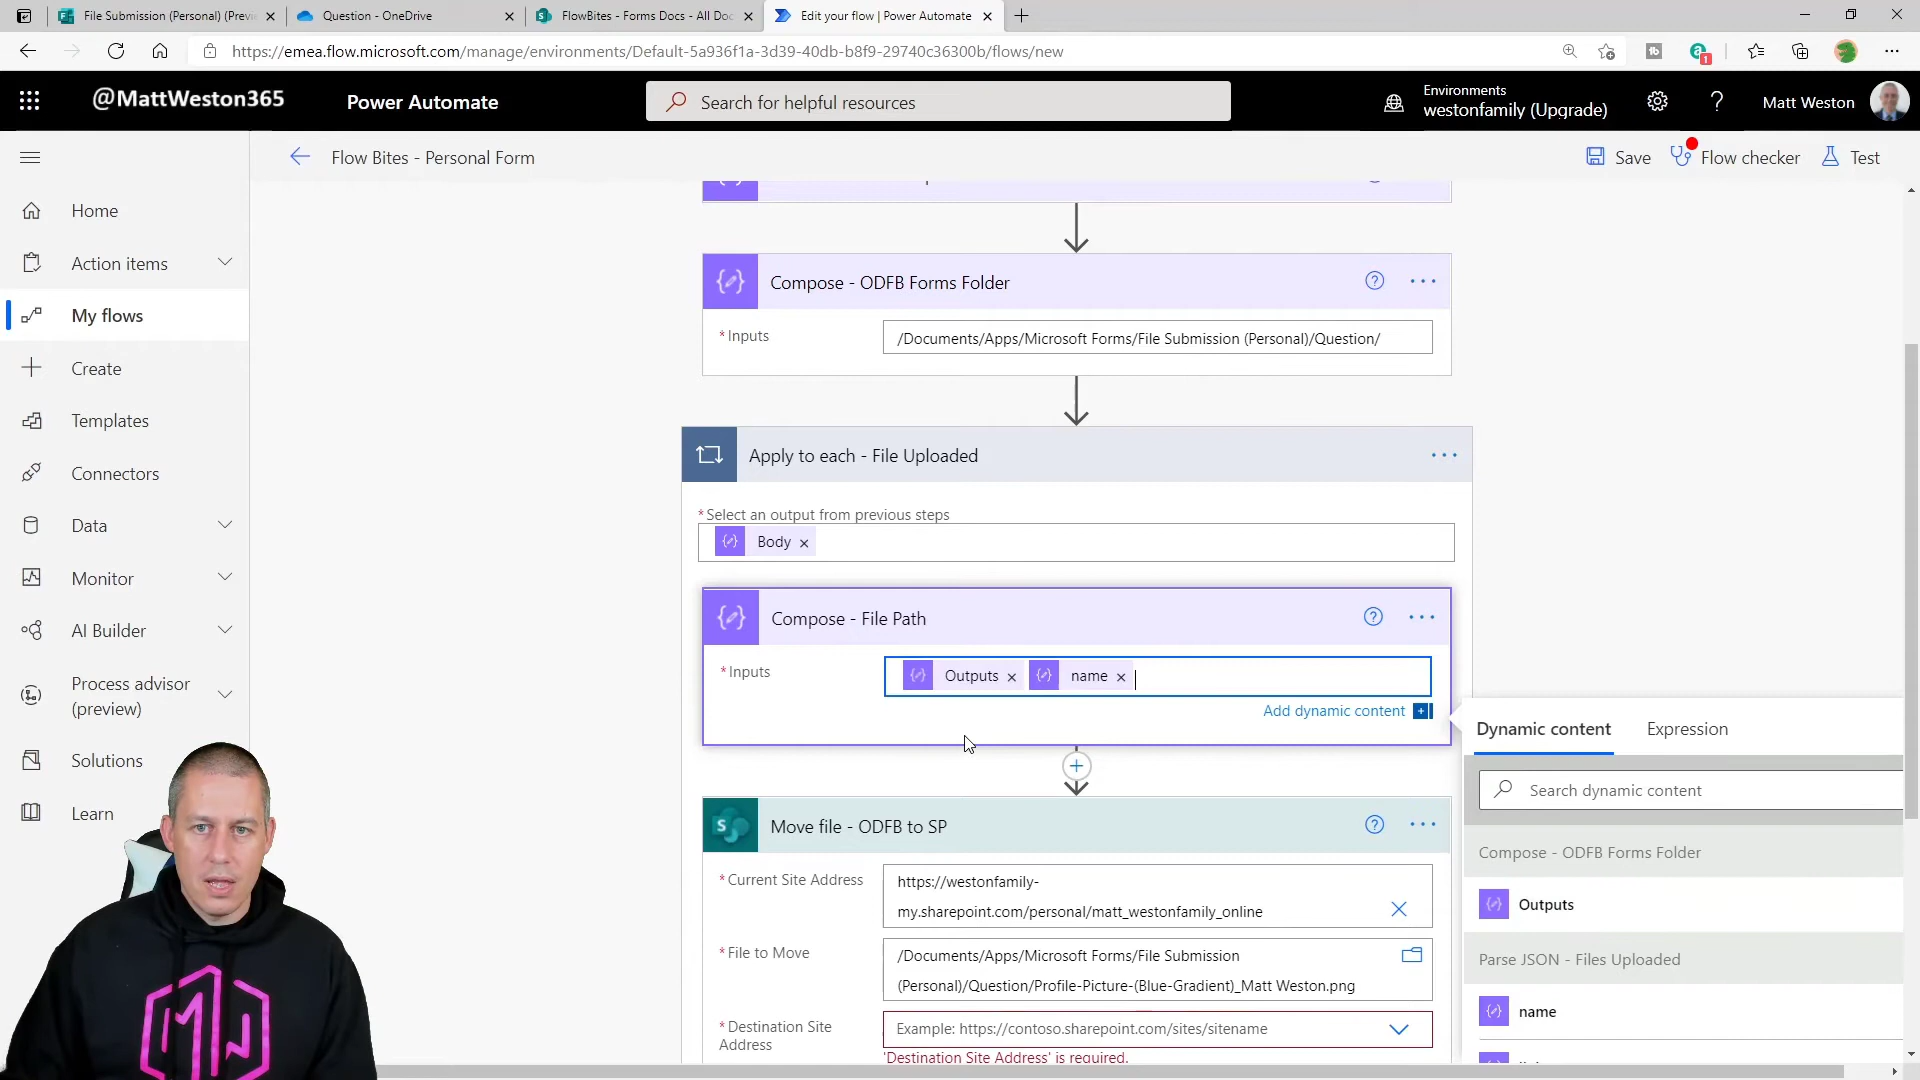 File Submission (Personal) (Previe
Question - OneDrive
FlowBites - Forms Docs - All Doc
Edit your flow | Power Automate
https://emea.flow.microsoft.com/manage/environments/Default-5a936f1a-3d39-40db-b8f9-29740c36300b/flows/new
@MattWeston365
Power Automate
Search for helpful resources
Environments
westonfamily (Upgrade)
Matt Weston
Flow Bites - Personal Form
Save
Flow checker
Test
Home
Action items
My flows
Create
Templates
Connectors
Data
Monitor
AI Builder
Process advisor
(preview)
Solutions
Learn
Compose - ODFB Forms Folder
* Inputs
/Documents/Apps/Microsoft Forms/File Submission (Personal)/Question/
Apply to each - File Uploaded
* Select an output from previous steps
Body
Compose - File Path
* Inputs
Outputs
name
Add dynamic content
Move file - ODFB to SP
* Current Site Address
https://westonfamily-
my.sharepoint.com/personal/matt_westonfamily_online
* File to Move
/Documents/Apps/Microsoft Forms/File Submission
(Personal)/Question/Profile-Picture-(Blue-Gradient)_Matt Weston.png
* Destination Site
Address
Example: https://contoso.sharepoint.com/sites/sitename
'Destination Site Address' is required.
Dynamic content
Expression
Search dynamic content
Compose - ODFB Forms Folder
Outputs
Parse JSON - Files Uploaded
name